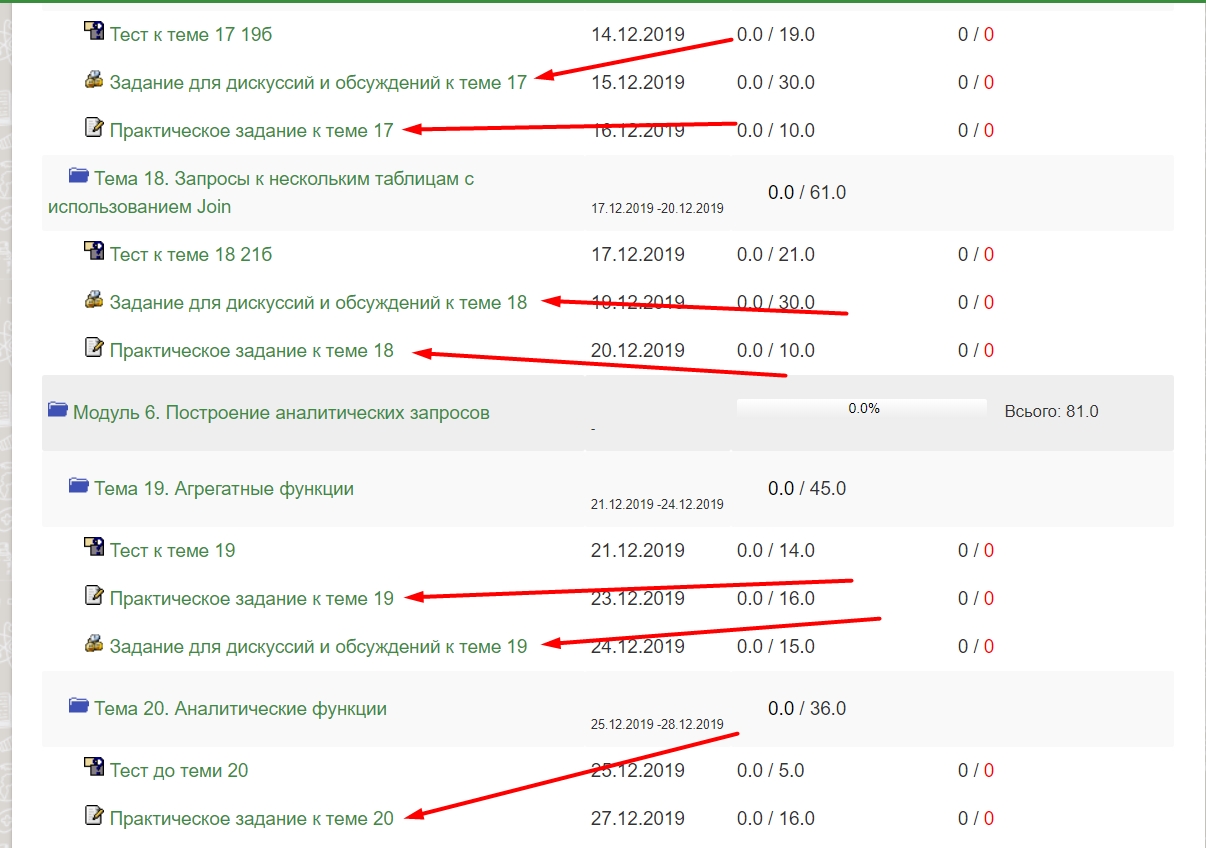 Тест к теме 17 19б 14.12.2019 0.0 / 19.0 0 / 0
Задание для дискуссий и обсуждений к теме 17 15.12.2019 0.0 / 30.0 0 / 0
Практическое задание к теме 17 16.12.2019 0.0 / 10.0 0 / 0
Тема 18. Запросы к нескольким таблицам с
использованием Join 17.12.2019 -20.12.2019 0.0 / 61.0
Тест к теме 18 21б 17.12.2019 0.0 / 21.0 0 / 0
Задание для дискуссий и обсуждений к теме 18 19.12.2019 0.0 / 30.0 0 / 0
Практическое задание к теме 18 20.12.2019 0.0 / 10.0 0 / 0
Модуль 6. Построение аналитических запросов - 0.0% Всього: 81.0
Тема 19. Агрегатные функции 21.12.2019 -24.12.2019 0.0 / 45.0
Тест к теме 19 21.12.2019 0.0 / 14.0 0 / 0
Практическое задание к теме 19 23.12.2019 0.0 / 16.0 0 / 0
Задание для дискуссий и обсуждений к теме 19 24.12.2019 0.0 / 15.0 0 / 0
Тема 20. Аналитические функции 25.12.2019 -28.12.2019 0.0 / 36.0
Тест до теми 20 25.12.2019 0.0 / 5.0 0 / 0
Практическое задание к теме 20 27.12.2019 0.0 / 16.0 0 / 0